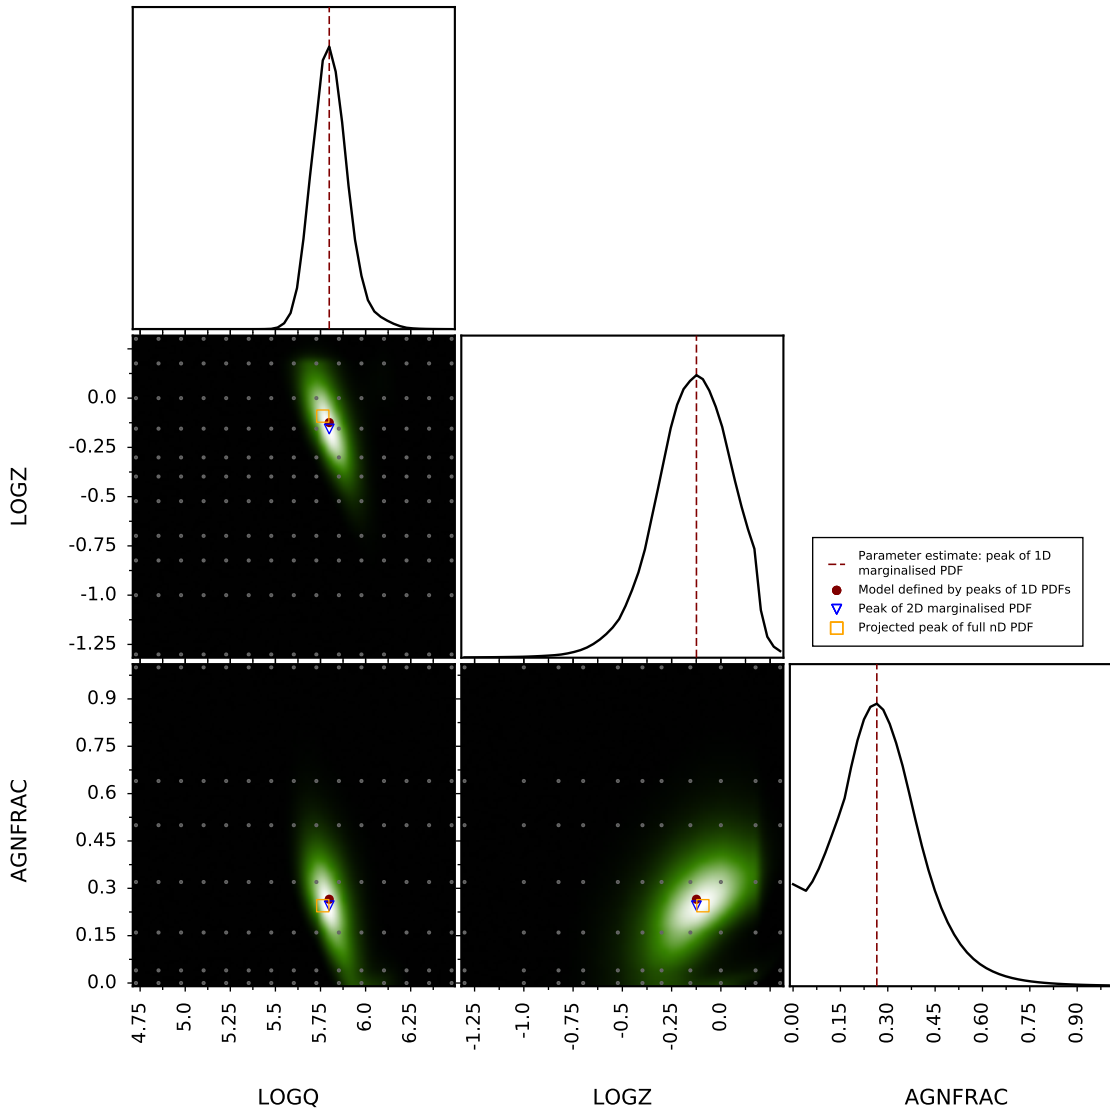 LOGZ
0.0
-0.25
-0.5
-0.75
-1.0
-1.25
Parameter estimate: peak of 1D
marginalised PDF
Model defined by peaks of 1D PDFs
Peak of 2D marginalised PDF
Projected peak of full nD PDF
AGNFRAC
0.9
0.75
0.6
0.45
0.3
0.15
0.0
4.75 5.0 5.25 5.5 5.75 6.0 6.25
-1.25 -1.0 -0.75 -0.5 -0.25 0.0
0.00 0.15 0.30 0.45 0.60 0.75 0.90
LOGQ LOGZ AGNFRAC